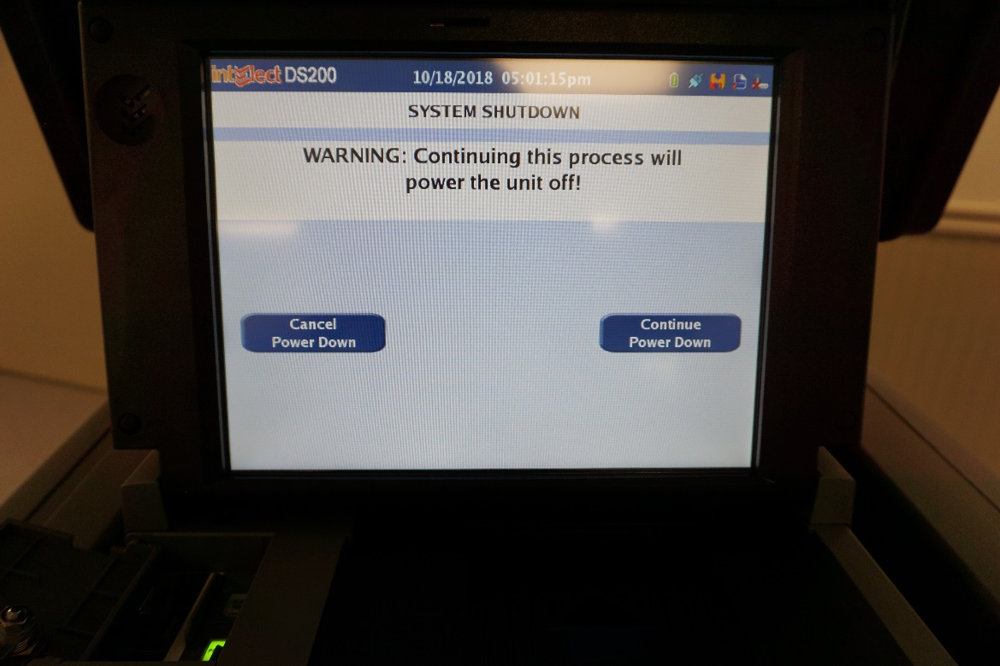 intElect DS200 10/18/2018 05:01:15pm
SYSTEM SHUTDOWN
WARNING: Continuing this process will
power the unit off!
Cancel
Power Down
Continue
Power Down